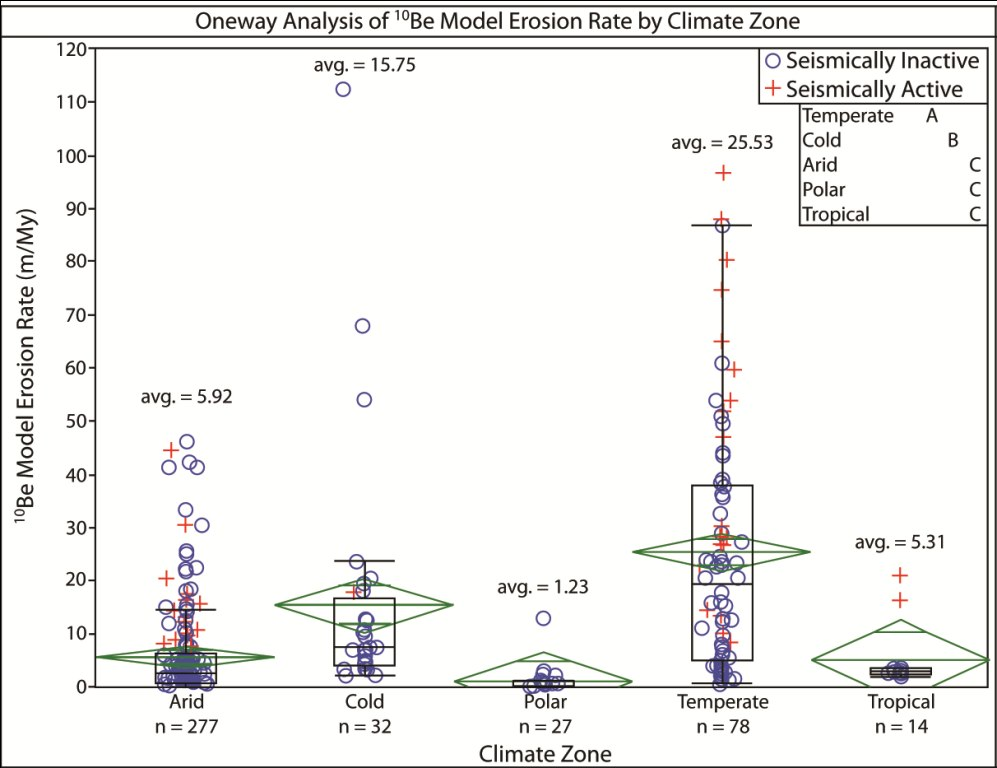 Oneway Analysis of ¹⁰Be Model Erosion Rate by Climate Zone
120
110
100
90
80
70
60
50
40
30
20
10
0
¹⁰Be Model Erosion Rate (m/My)
avg. = 5.92
avg. = 15.75
avg. = 1.23
avg. = 25.53
avg. = 5.31
Seismically Inactive
Seismically Active
Temperate A
Cold B
Arid C
Polar C
Tropical C
Arid Cold Polar Temperate Tropical
n = 277 n = 32 n = 27 n = 78 n = 14
Climate Zone